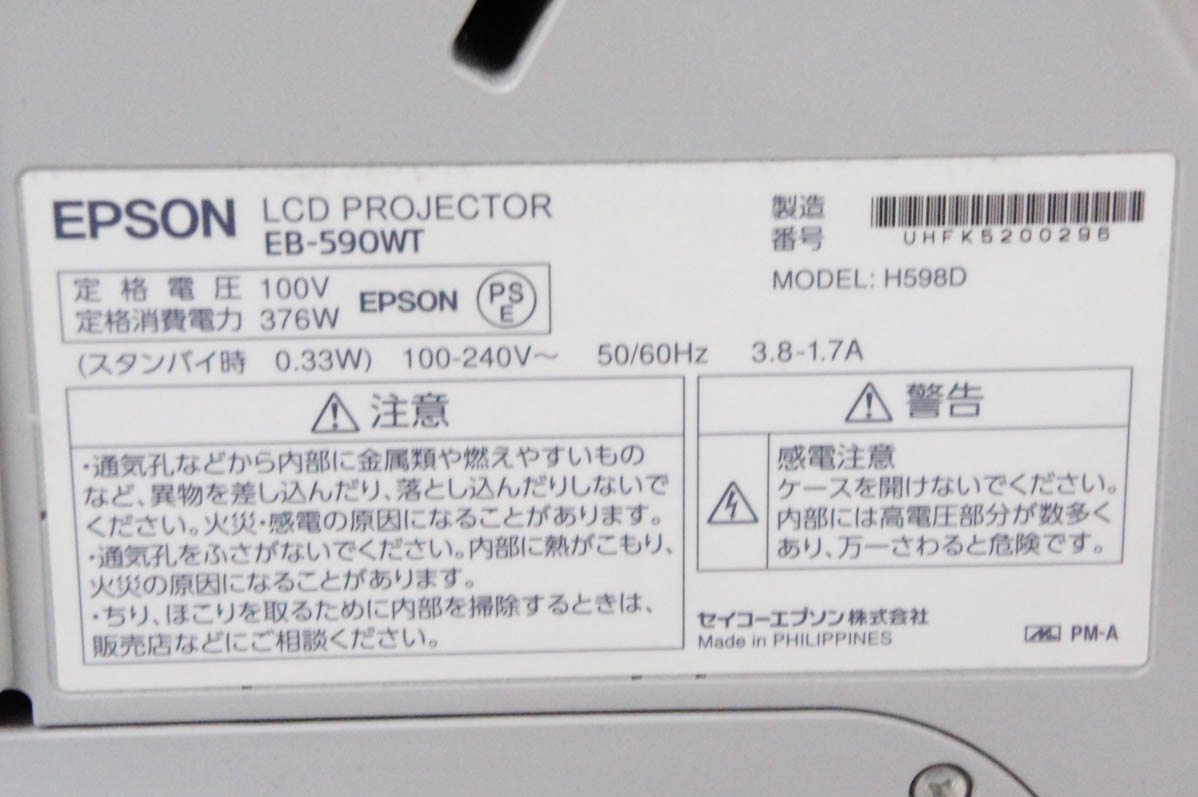 EPSON LCD PROJECTOR
EB-590WT
製造
番号
UHFK5200296
MODEL: H598D
定格電圧 100V
定格消費電力 376W
EPSON
PS
E
(スタンバイ時 0.33W) 100-240V～ 50/60Hz 3.8-1.7A
注意
・通気孔などから内部に金属類や燃えやすいもの
など、異物を差し込んだり、落とし込んだりしないで
ください。火災・感電の原因になることがあります。
・通気孔をふさがないでください。内部に熱がこもり、
火災の原因になることがあります。
・ちり、ほこりを取るために内部を掃除するときは、
販売店などにご相談ください。
警告
感電注意
ケースを開けないでください。
内部には高電圧部分が数多く
あり、万一さわると危険です。
セイコーエプソン株式会社
Made in PHILIPPINES
PM-A